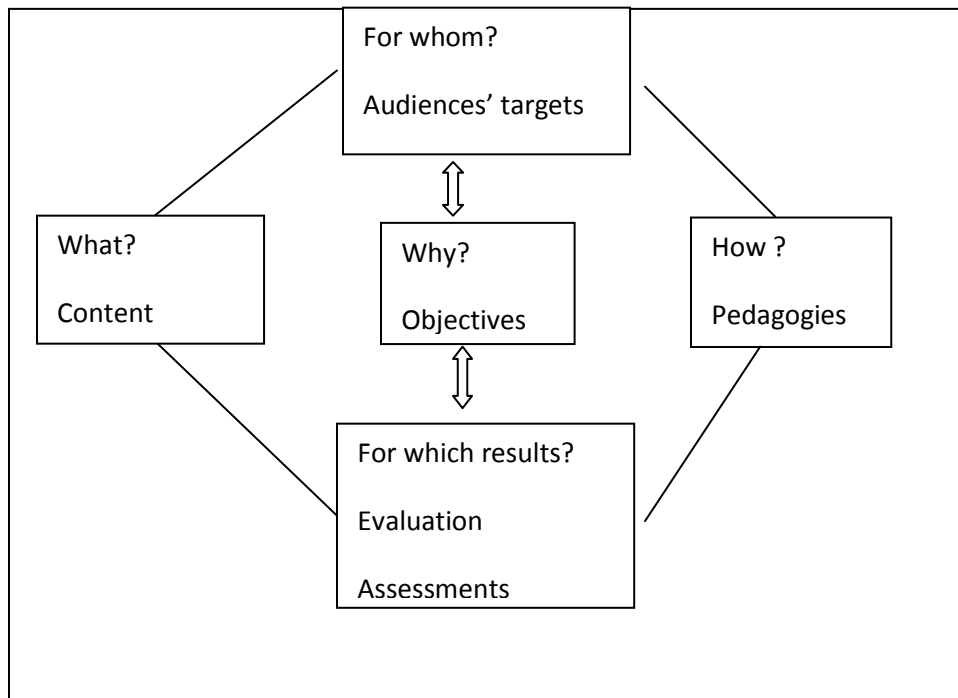 For whom?
Audiences’ targets
What?
Content
Why?
Objectives
How ?
Pedagogies
For which results?
Evaluation
Assessments